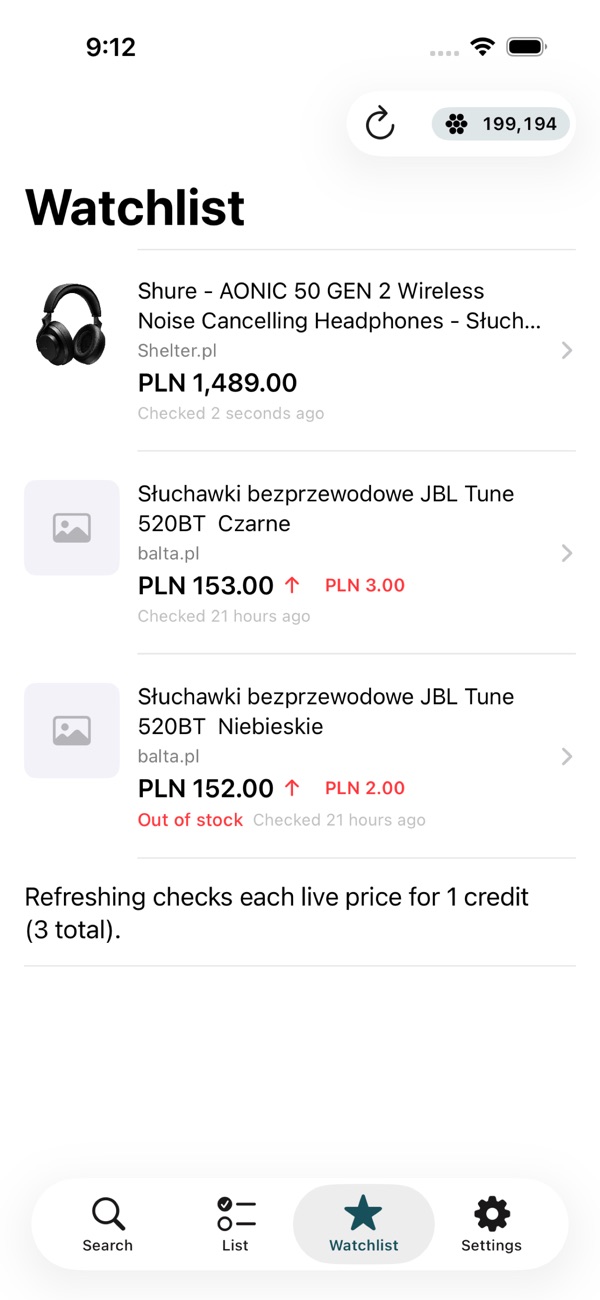 9:12
199,194
Watchlist
Shure - AONIC 50 GEN 2 Wireless
Noise Cancelling Headphones - Słuch...
Shelter.pl
PLN 1,489.00
Checked 2 seconds ago
Słuchawki bezprzewodowe JBL Tune
520BT  Czarne
balta.pl
PLN 153.00 ↑ PLN 3.00
Checked 21 hours ago
Słuchawki bezprzewodowe JBL Tune
520BT  Niebieskie
balta.pl
PLN 152.00 ↑ PLN 2.00
Out of stock Checked 21 hours ago
Refreshing checks each live price for 1 credit
(3 total).
Search List Watchlist Settings